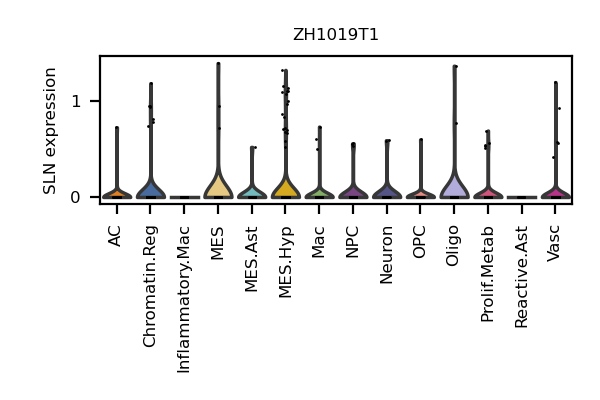 ZH1019T1
SLN expression
1
0
AC
Chromatin.Reg
Inflammatory.Mac
MES
MES.Ast
MES.Hyp
Mac
NPC
Neuron
OPC
Oligo
Prolif.Metab
Reactive.Ast
Vasc